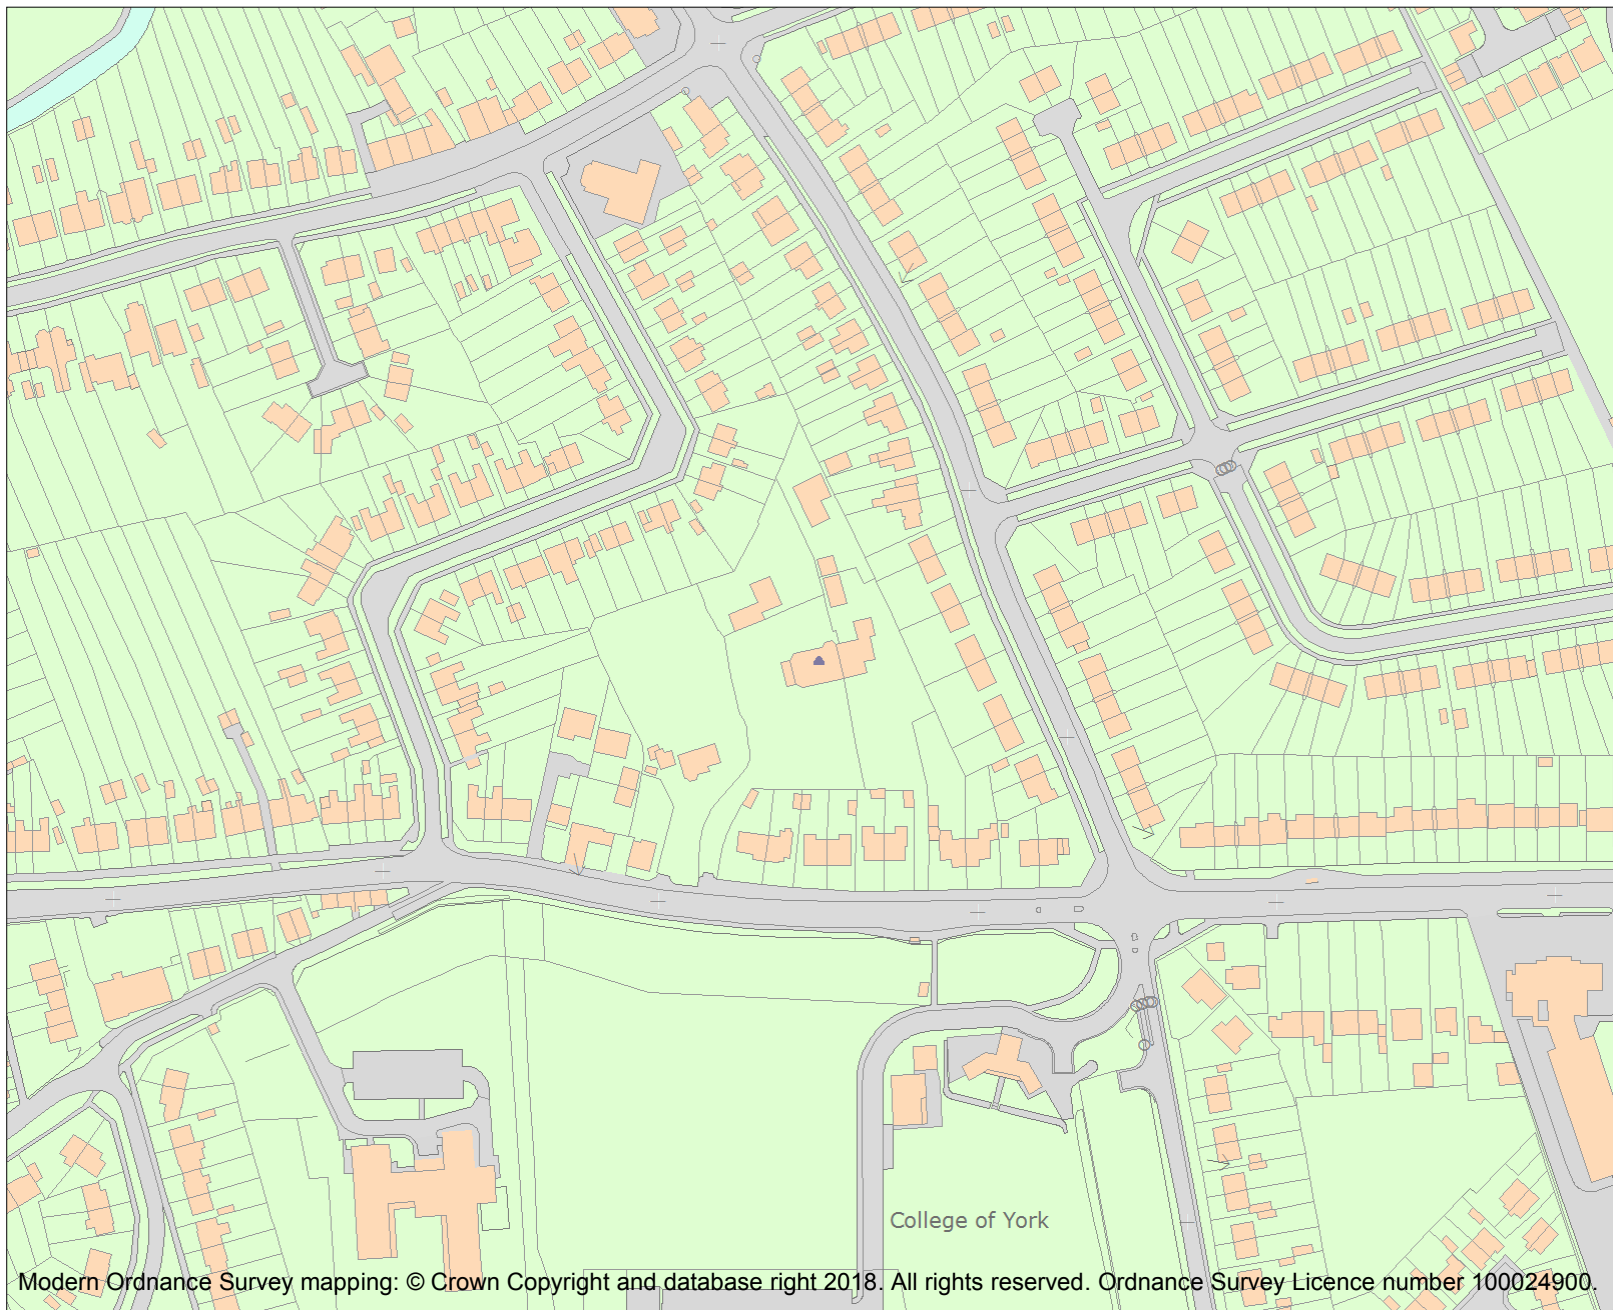 College of York
Modern Ordnance Survey mapping: © Crown Copyright and database right 2018. All rights reserved. Ordnance Survey Licence number 100024900.